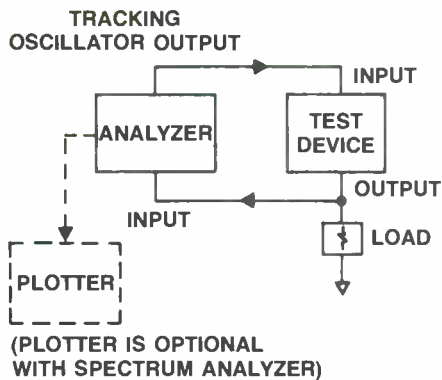 TRACKING
OSCILLATOR OUTPUT
INPUT
ANALYZER
TEST
DEVICE
OUTPUT
INPUT
LOAD
PLOTTER
(PLOTTER IS OPTIONAL
WITH SPECTRUM ANALYZER)